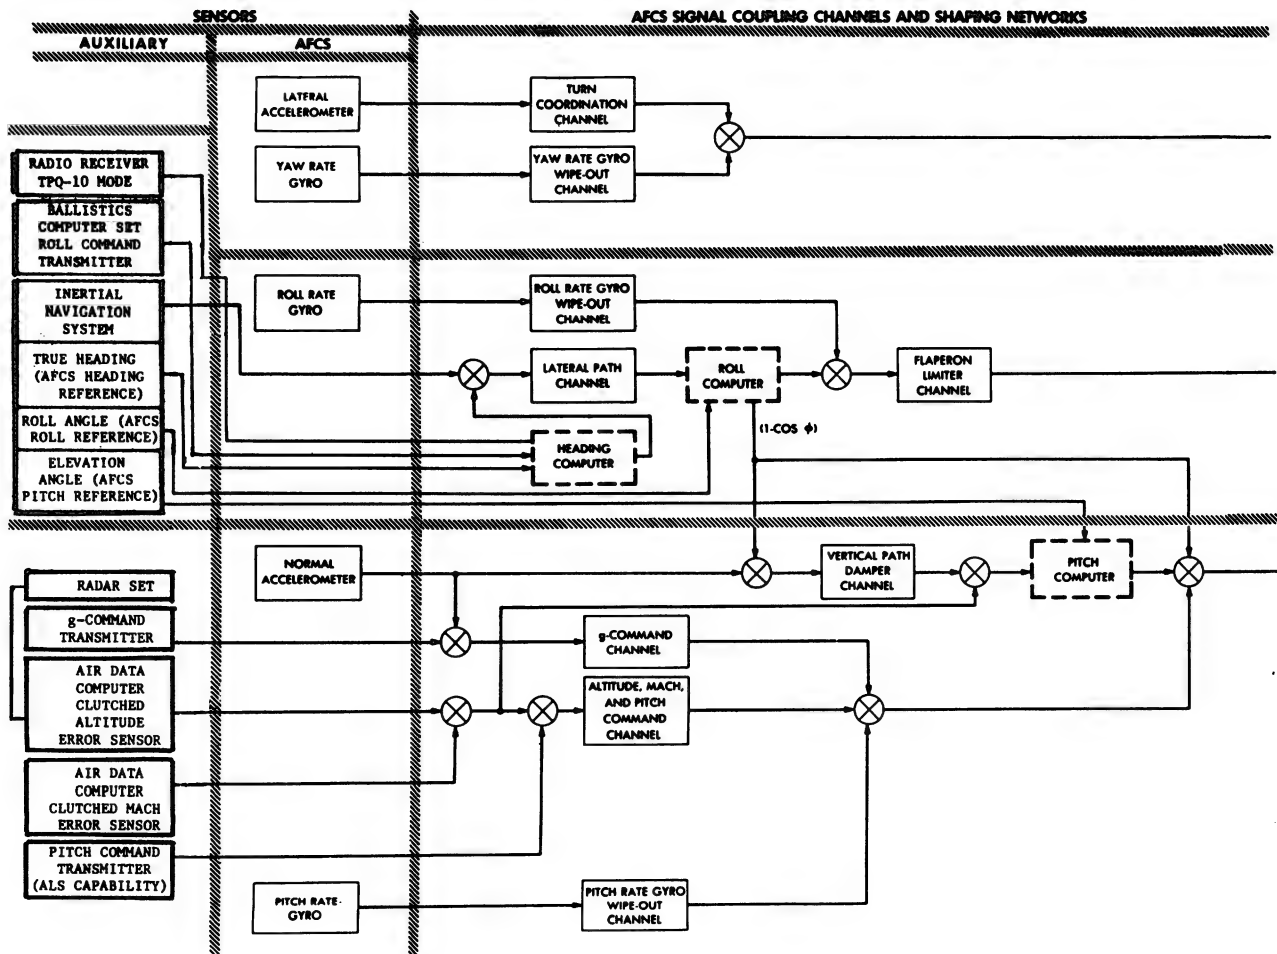 SENSORS
AFCS SIGNAL COUPLING CHANNELS AND SHAPING NETWORKS
AUXILIARY
AFCS
LATERAL
ACCELEROMETER
TURN
COORDINATION
CHANNEL
YAW RATE
GYRO
YAW RATE GYRO
WIPE-OUT
CHANNEL
RADIO RECEIVER
TPQ-10 MODE
BALLISTICS
COMPUTER SET
ROLL COMMAND
TRANSMITTER
INERTIAL
NAVIGATION
SYSTEM
TRUE HEADING
(AFCS HEADING
REFERENCE)
ROLL ANGLE (AFCS
ROLL REFERENCE)
ELEVATION
ANGLE (AFCS
PITCH REFERENCE)
ROLL RATE
GYRO
ROLL RATE GYRO
WIPE-OUT
CHANNEL
LATERAL PATH
CHANNEL
ROLL
COMPUTER
FLAPERON
LIMITER
CHANNEL
HEADING
COMPUTER
(1-COS ϕ)
NORMAL
ACCELEROMETER
VERTICAL PATH
DAMPER
CHANNEL
PITCH
COMPUTER
RADAR SET
g-COMMAND
TRANSMITTER
g-COMMAND
CHANNEL
AIR DATA
COMPUTER
CLUTCHED
ALTITUDE
ERROR SENSOR
ALTITUDE, MACH,
AND PITCH
COMMAND
CHANNEL
AIR DATA
COMPUTER
CLUTCHED MACH
ERROR SENSOR
PITCH COMMAND
TRANSMITTER
(ALS CAPABILITY)
PITCH RATE-
GYRO
PITCH RATE GYRO
WIPE-OUT
CHANNEL